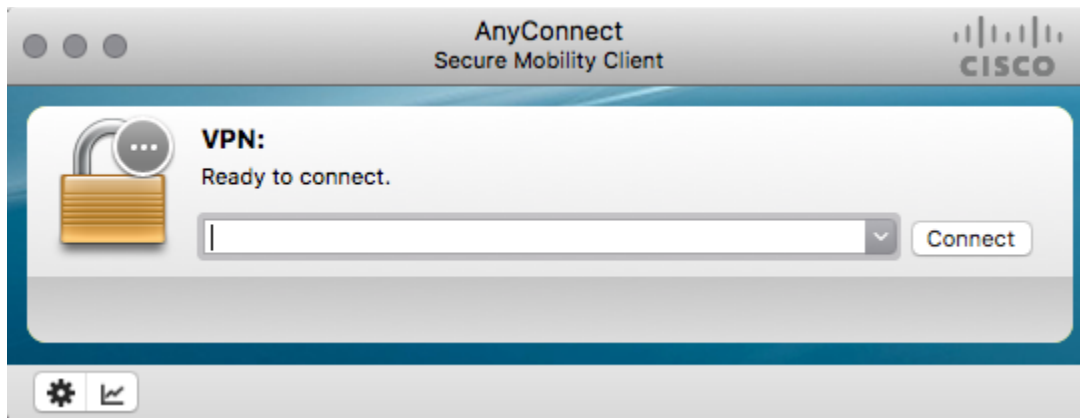 AnyConnect
Secure Mobility Client
CISCO
VPN:
Ready to connect.
Connect